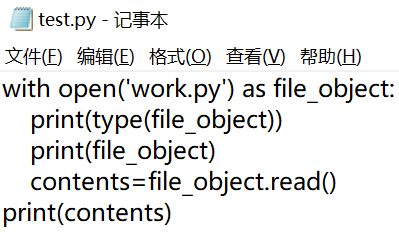 test.py - 记事本
文件(F) 编辑(E) 格式(O) 查看(V) 帮助(H)
with open('work.py') as file_object:
    print(type(file_object))
    print(file_object)
    contents=file_object.read()
print(contents)